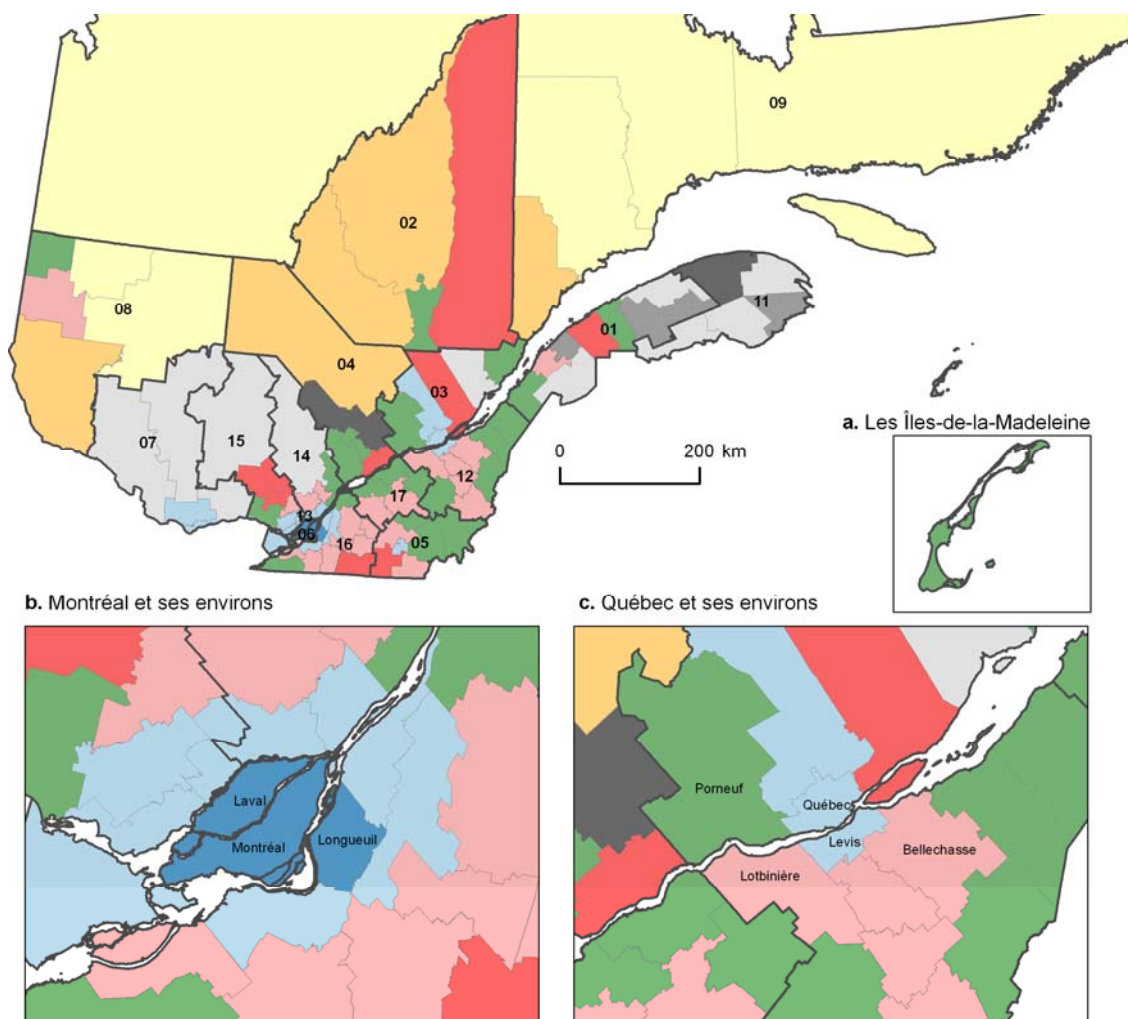 09
02
08
11
01
04
03
a. Les Îles-de-la-Madeleine
07
15
14
0
200 km
12
17
13
06
16
05
b. Montréal et ses environs
c. Québec et ses environs
Laval
Montréal
Longueuil
Porneuf
Québec
Levis
Bellechasse
Lotbinière